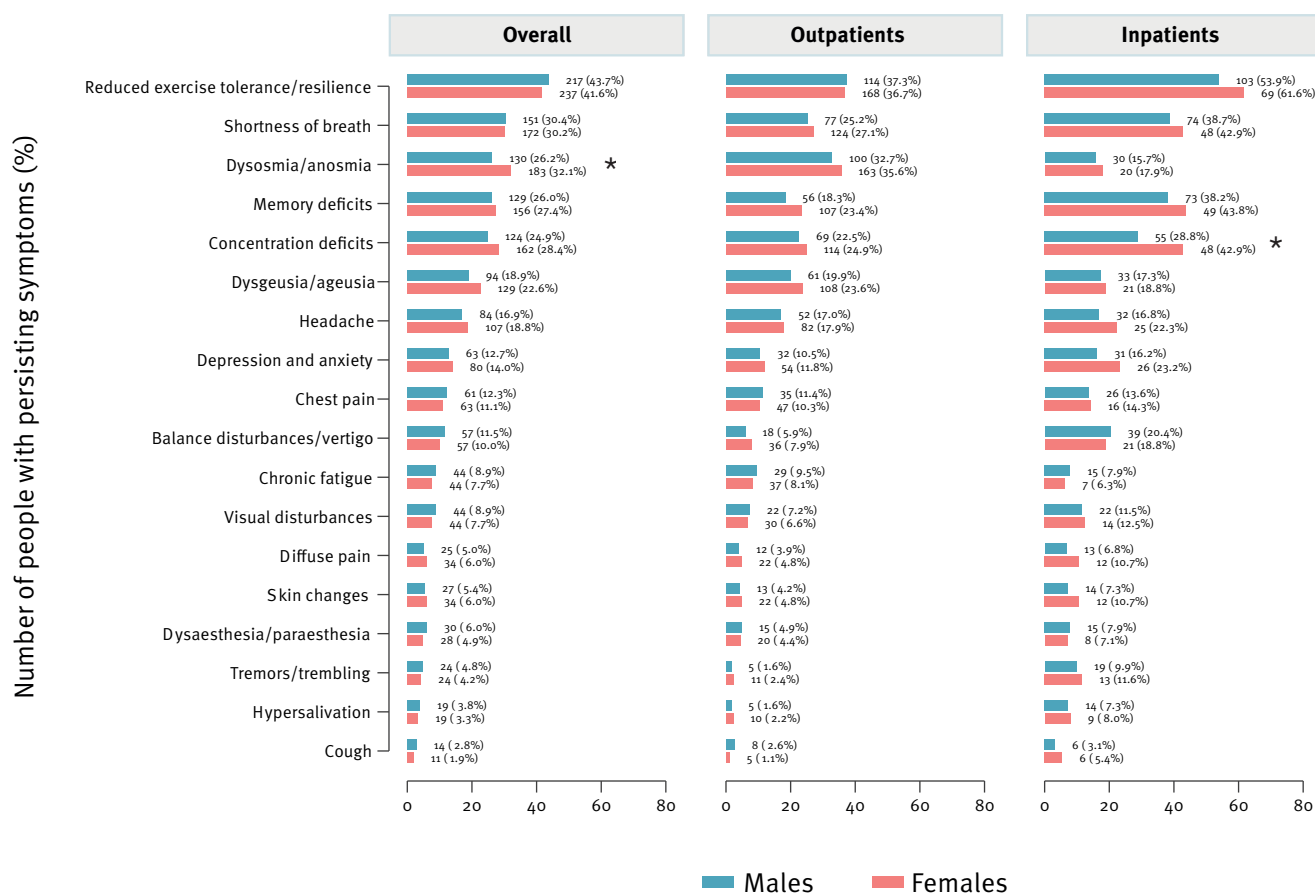 Overall
Outpatients
Inpatients
Number of people with persisting symptoms (%)
Reduced exercise tolerance/resilience
217 (43.7%)
237 (41.6%)
114 (37.3%)
168 (36.7%)
103 (53.9%)
69 (61.6%)
Shortness of breath
151 (30.4%)
172 (30.2%)
77 (25.2%)
124 (27.1%)
74 (38.7%)
48 (42.9%)
Dysosmia/anosmia
130 (26.2%)
183 (32.1%)
*
100 (32.7%)
163 (35.6%)
30 (15.7%)
20 (17.9%)
Memory deficits
129 (26.0%)
156 (27.4%)
56 (18.3%)
107 (23.4%)
73 (38.2%)
49 (43.8%)
Concentration deficits
124 (24.9%)
162 (28.4%)
69 (22.5%)
114 (24.9%)
55 (28.8%)
48 (42.9%)
*
Dysgeusia/ageusia
94 (18.9%)
129 (22.6%)
61 (19.9%)
108 (23.6%)
33 (17.3%)
21 (18.8%)
Headache
84 (16.9%)
107 (18.8%)
52 (17.0%)
82 (17.9%)
32 (16.8%)
25 (22.3%)
Depression and anxiety
63 (12.7%)
80 (14.0%)
32 (10.5%)
54 (11.8%)
31 (16.2%)
26 (23.2%)
Chest pain
61 (12.3%)
63 (11.1%)
35 (11.4%)
47 (10.3%)
26 (13.6%)
16 (14.3%)
Balance disturbances/vertigo
57 (11.5%)
57 (10.0%)
18 ( 5.9%)
36 ( 7.9%)
39 (20.4%)
21 (18.8%)
Chronic fatigue
44 ( 8.9%)
44 ( 7.7%)
29 ( 9.5%)
37 ( 8.1%)
15 ( 7.9%)
7 ( 6.3%)
Visual disturbances
44 ( 8.9%)
44 ( 7.7%)
22 ( 7.2%)
30 ( 6.6%)
22 (11.5%)
14 (12.5%)
Diffuse pain
25 ( 5.0%)
34 ( 6.0%)
12 ( 3.9%)
22 ( 4.8%)
13 ( 6.8%)
12 (10.7%)
Skin changes
27 ( 5.4%)
34 ( 6.0%)
13 ( 4.2%)
22 ( 4.8%)
14 ( 7.3%)
12 (10.7%)
Dysaesthesia/paraesthesia
30 ( 6.0%)
28 ( 4.9%)
15 ( 4.9%)
20 ( 4.4%)
15 ( 7.9%)
8 ( 7.1%)
Tremors/trembling
24 ( 4.8%)
24 ( 4.2%)
5 ( 1.6%)
11 ( 2.4%)
19 ( 9.9%)
13 (11.6%)
Hypersalivation
19 ( 3.8%)
19 ( 3.3%)
5 ( 1.6%)
10 ( 2.2%)
14 ( 7.3%)
9 ( 8.0%)
Cough
14 ( 2.8%)
11 ( 1.9%)
8 ( 2.6%)
5 ( 1.1%)
6 ( 3.1%)
6 ( 5.4%)
0 20 40 60 80
0 20 40 60 80
0 20 40 60 80
Males
Females